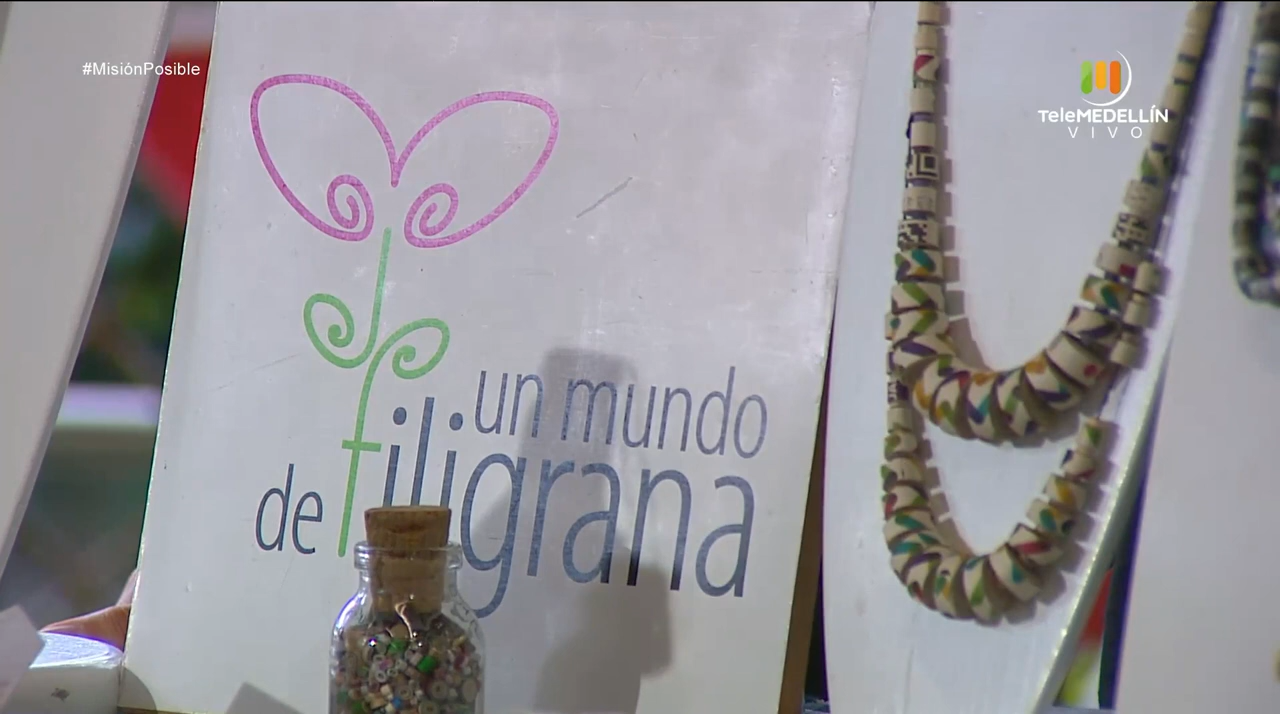 #MisiónPosible
TeleMEDELLÍN
VIVO
un mundo
de filigrana